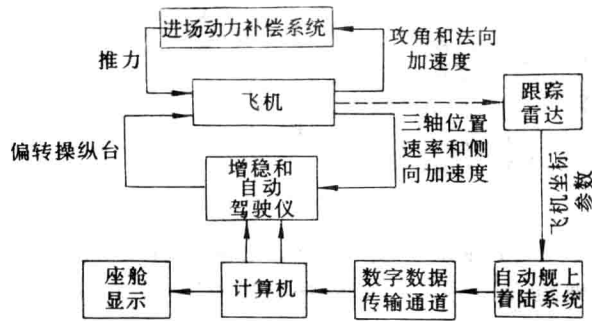 进场动力补偿系统
推力
攻角和法向
加速度
飞机
跟踪
雷达
偏转操纵台
三轴位置
速率和侧
向加速度
增稳和
自动
驾驶仪
飞机坐标
参数
座舱
显示
计算机
数字数据
传输通道
自动舰上
着陆系统